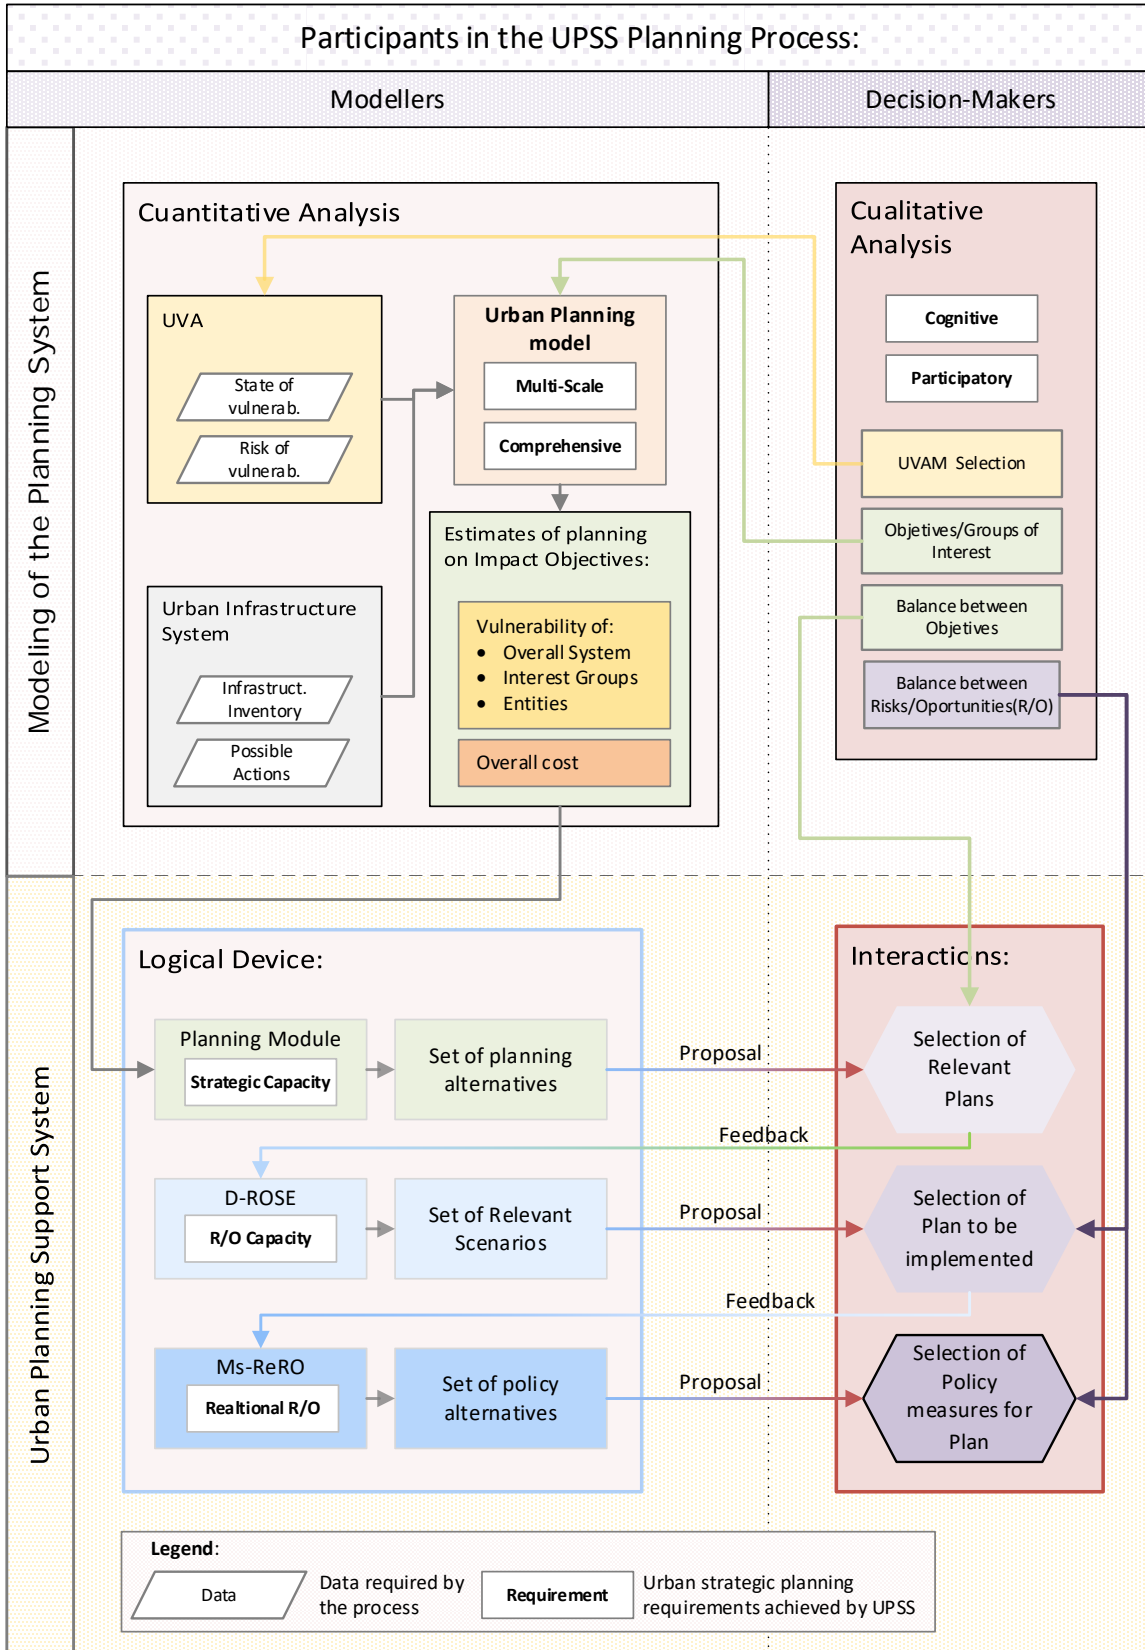 Participants in the UPSS Planning Process:
Modellers
Decision-Makers
Modeling of the Planning System
Cuantitative Analysis
UVA
State of
vulnerab.
Risk of
vulnerab.
Urban Infrastructure
System
Infrastruct.
Inventory
Possible
Actions
Urban Planning
model
Multi-Scale
Comprehensive
Estimates of planning
on Impact Objectives:
Vulnerability of:
• Overall System
• Interest Groups
• Entities
Overall cost
Cualitative
Analysis
Cognitive
Participatory
UVAM Selection
Objetives/Groups of
Interest
Balance between
Objetives
Balance between
Risks/Oportunities(R/O)
Urban Planning Support System
Logical Device:
Planning Module
Strategic Capacity
Set of planning
alternatives
Proposal
Feedback
D-ROSE
R/O Capacity
Set of Relevant
Scenarios
Proposal
Feedback
Ms-ReRO
Realtional R/O
Set of policy
alternatives
Proposal
Interactions:
Selection of
Relevant
Plans
Selection of
Plan to be
implemented
Selection of
Policy
measures for
Plan
Legend:
Data
Data required by
the process
Requirement
Urban strategic planning
requirements achieved by UPSS